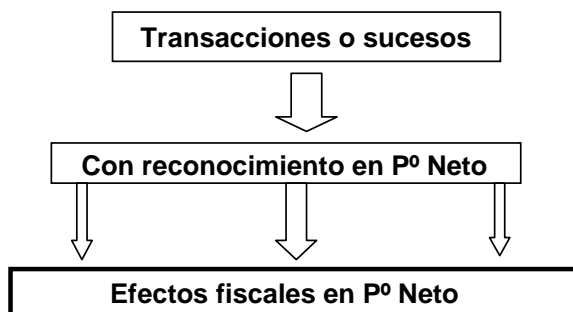 Transacciones o sucesos
Con reconocimiento en Pº Neto
Efectos fiscales en Pº Neto